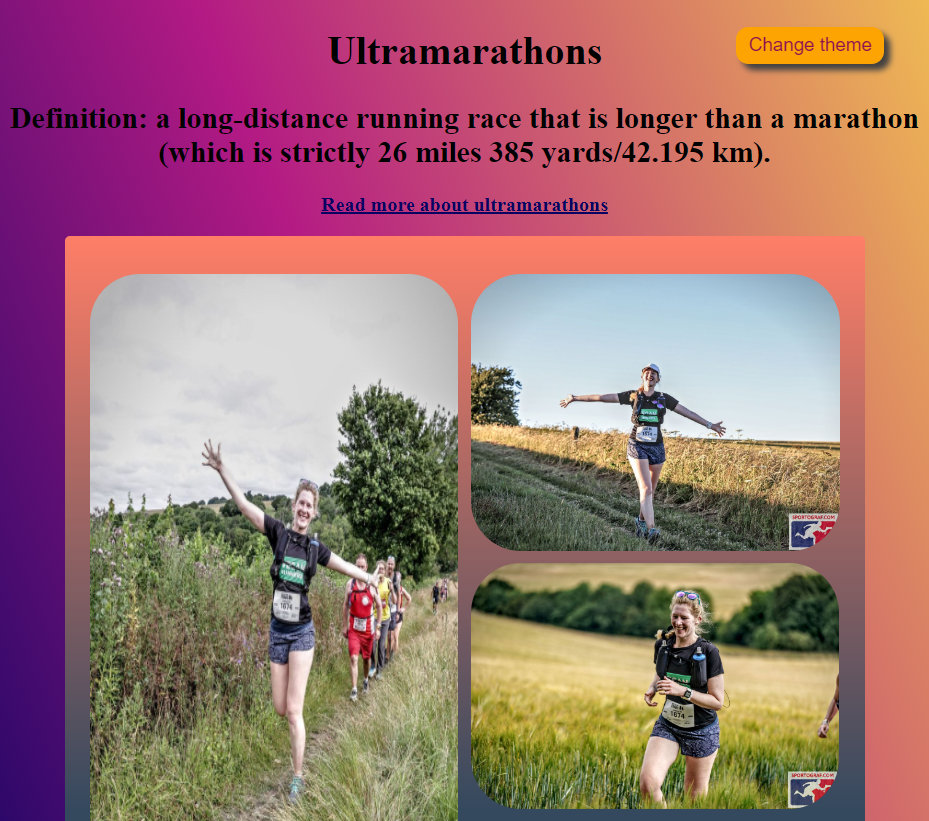 Ultramarathons
Change theme
Definition: a long-distance running race that is longer than a marathon
(which is strictly 26 miles 385 yards/42.195 km).
Read more about ultramarathons
1674
SPORTOGRAF.COM
1674
SPORTOGRAF.COM